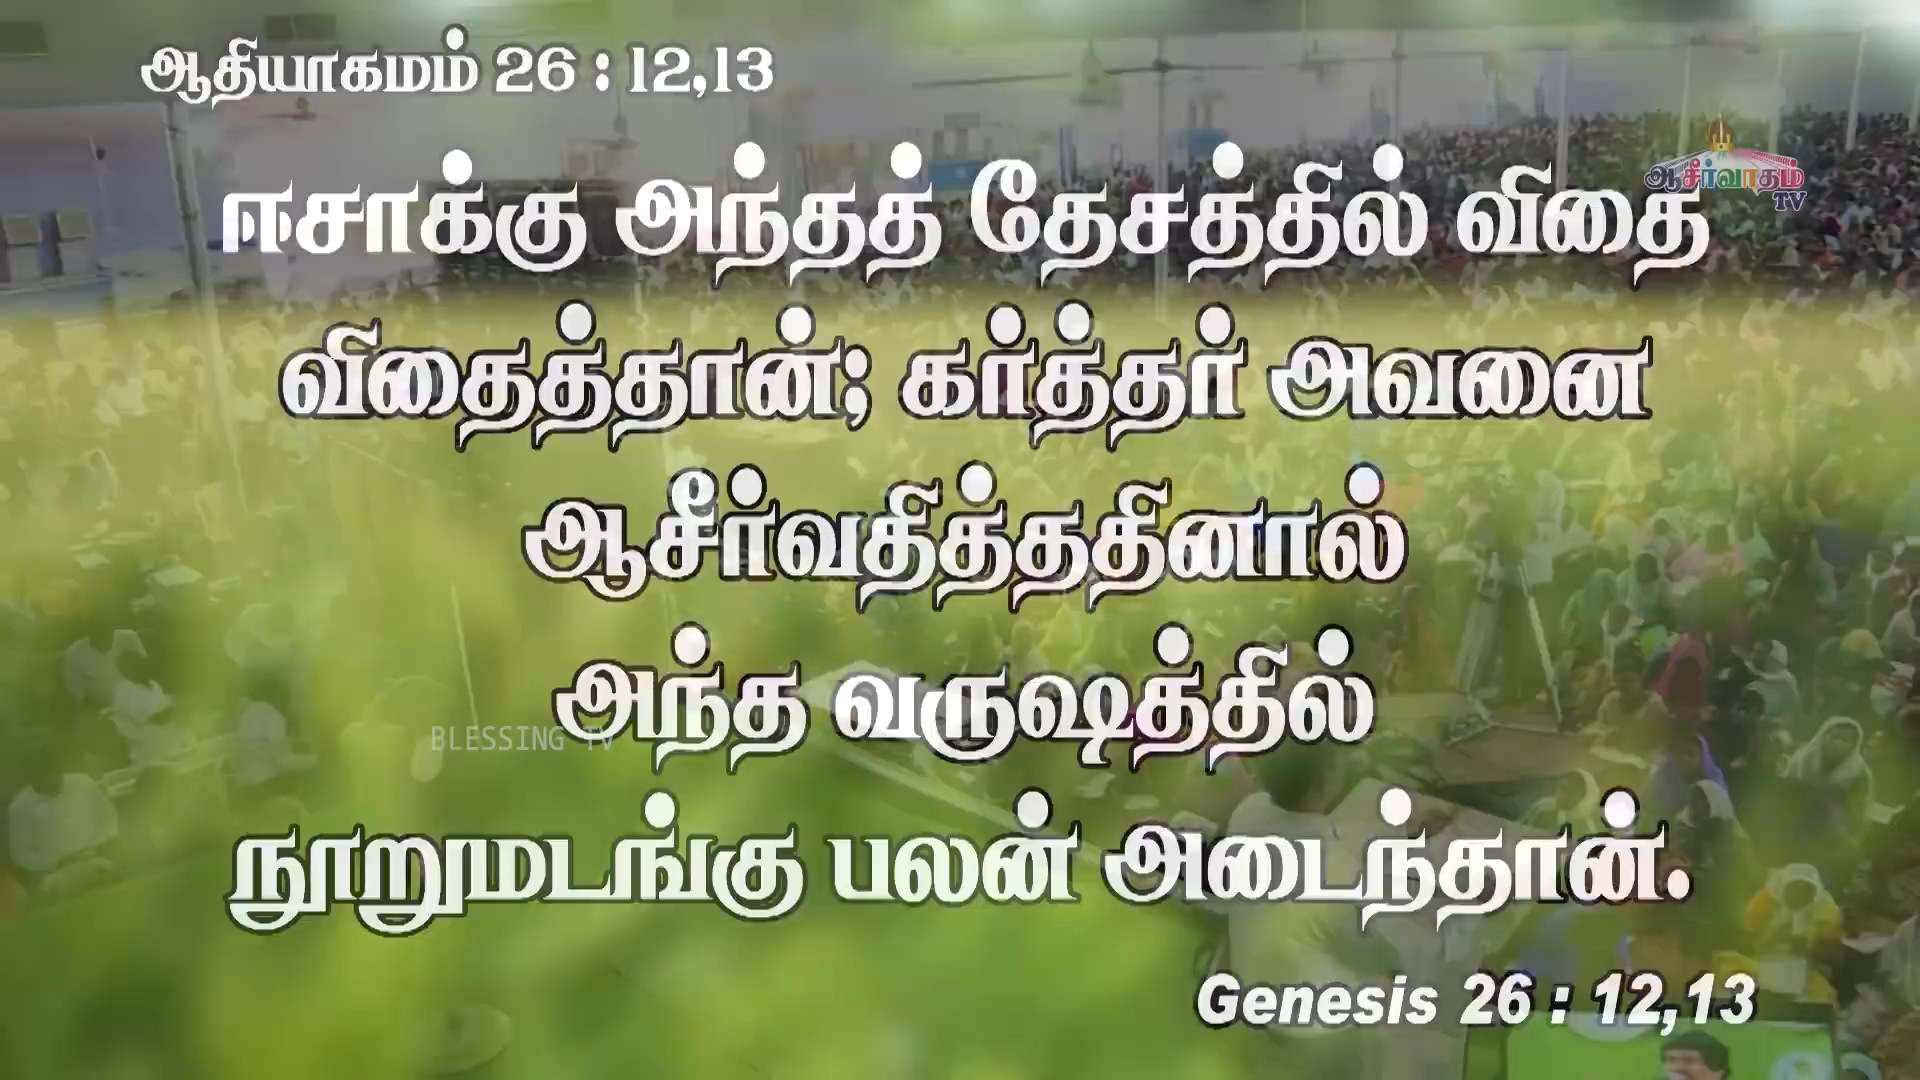 ஆதியாகமம் 26 : 12,13
ஆசீர்வாதம்
TV
ஈசாக்கு அந்தத் தேசத்தில் விதை
விதைத்தான்; கர்த்தர் அவனை
ஆசீர்வதித்ததினால்
அந்த வருஷத்தில்
BLESSING TV
நூறுமடங்கு பலன் அடைந்தான்.
Genesis 26 : 12,13